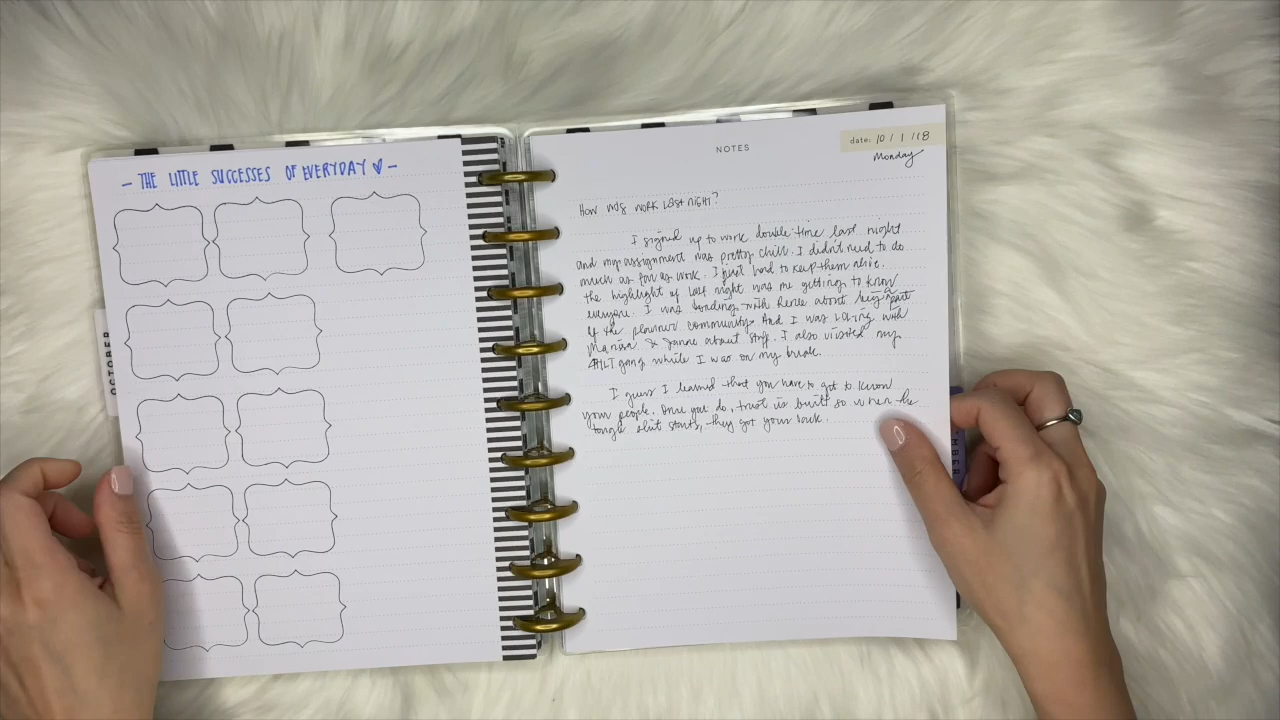 - THE LITTLE SUCCESSES OF EVERYDAY ♡ -
OCTOBER
NOTES
date: 10 / 1 / 18
Monday
How was work last night?
I signed up to work double-time last night
and my assignment was pretty chill. I didn't need to do
much as far as work. I just had to keep them alive.
The highlight of last night was me getting to know
everyone. I was bonding with about being part
of the planner community. And I was with
Marisa & about stuff. I also visited my
gang while I was on my break.
I guess I learned that you have to get to know
your people. Once you do, trust is built so when the
tough shit starts, they got your back.
MBER